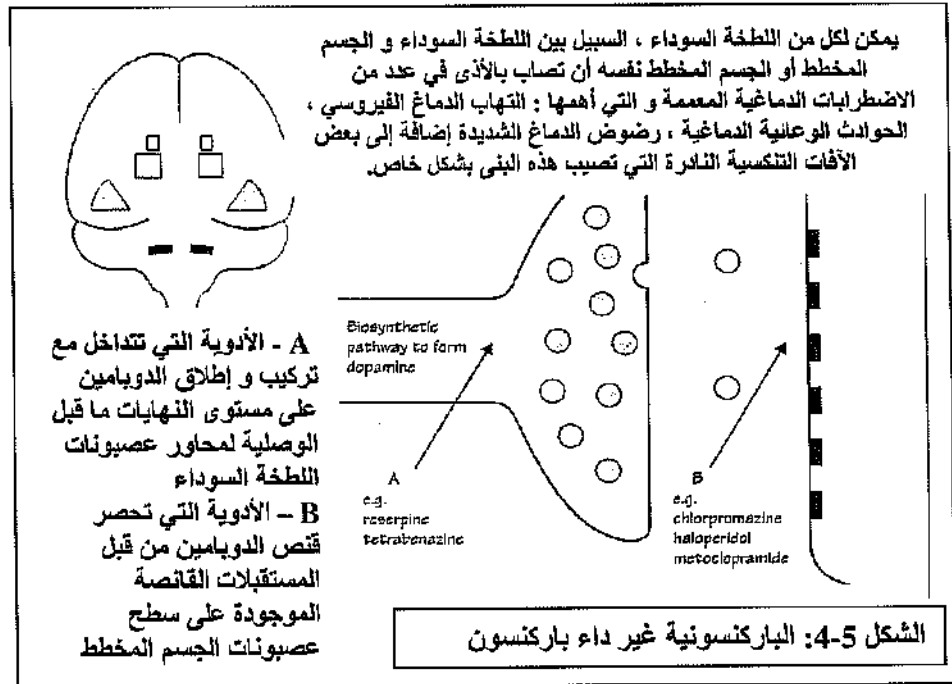 يمكن لكل من اللطخة السوداء ، السبيل بين اللطخة السوداء و الجسم
المخطط أو الجسم المخطط نفسه أن تصاب بالأذى في عدد من
الاضطرابات الدماغية المعممة و التي أهمها : التهاب الدماغ الفيروسي ،
الحوادث الوعائية الدماغية ، رضوض الدماغ الشديدة إضافة إلى بعض
الآفات التنكسية النادرة التي تصيب هذه البنى بشكل خاص.
Biosynthetic
pathway to form
dopamine
A
e.g.
reserpine
tetrabenazine
B
e.g.
chlorpromazine
haloperidol
metoclopramide
A - الأدوية التي تتداخل مع
تركيب و إطلاق الدوبامين
على مستوى النهايات ما قبل
الوصلية لمحاور عصبونات
اللطخة السوداء
B – الأدوية التي تحصر
قنص الدوبامين من قبل
المستقبلات القانصة
الموجودة على سطح
عصبونات الجسم المخطط
الشكل 5-4: الباركنسونية غير داء باركنسون